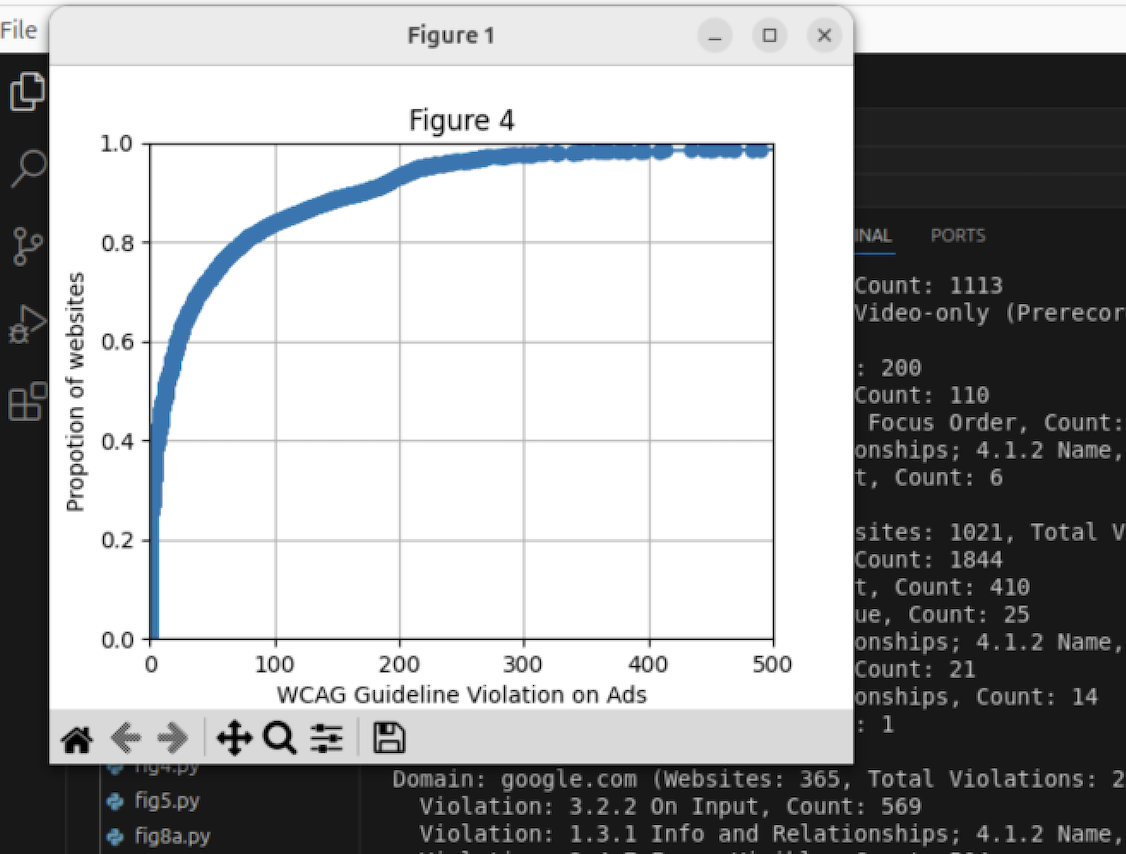 File
Figure 1
Figure 4
1.0
0.8
0.6
0.4
0.2
0.0
Propotion of websites
0 100 200 300 400 500
WCAG Guideline Violation on Ads
INAL PORTS
Count: 1113
Video-only (Prerecor
: 200
Count: 110
Focus Order, Count:
onships; 4.1.2 Name,
t, Count: 6
sites: 1021, Total V
Count: 1844
t, Count: 410
ue, Count: 25
onships; 4.1.2 Name,
Count: 21
onships, Count: 14
: 1
fig4.py
fig5.py
fig8a.py
Domain: google.com (Websites: 365, Total Violations: 2
Violation: 3.2.2 On Input, Count: 569
Violation: 1.3.1 Info and Relationships; 4.1.2 Name,